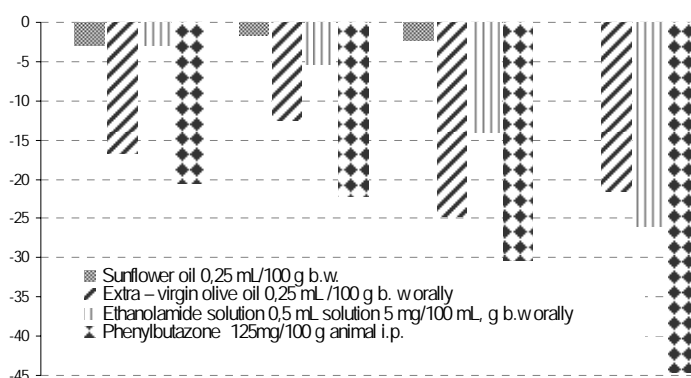 0
-5
-10
-15
-20
-25
-30
-35
-40
-45
Sunflower oil 0,25 mL/100 g b.w.
Extra – virgin olive oil 0,25 mL /100 g b. w orally
Ethanolamide solution 0,5 mL solution 5 mg/100 mL, g b.w orally
Phenylbutazone 125mg/100 g animal i.p.